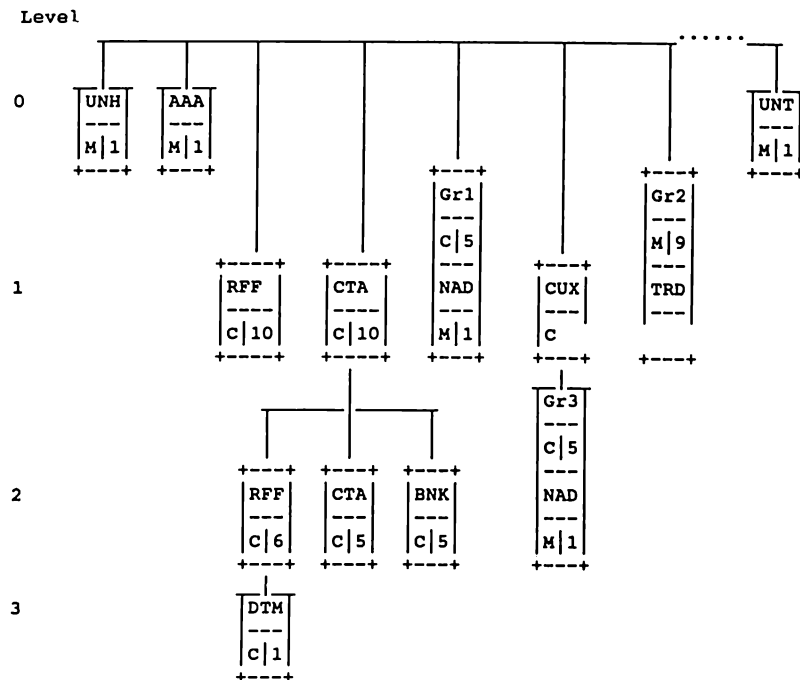 Level
0 UNH AAA UNT
--- --- ---
M|1 M|1 M|1
Gr1 Gr2
--- ---
C|5 M|9
--- ---
1 RFF CTA NAD CUX TRD
--- --- --- --- ---
C|10 C|10 M|1 C
Gr3
---
C|5
---
2 RFF CTA BNK NAD
--- --- --- ---
C|6 C|5 C|5 M|1
3 DTM
---
C|1